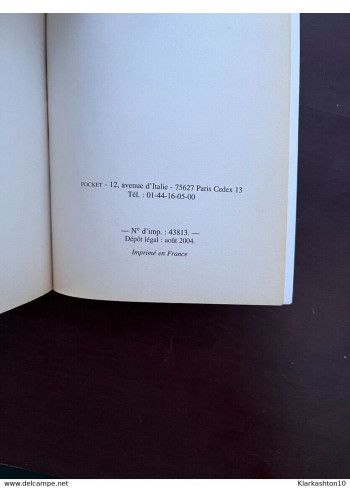 POCKET - 12, avenue d'Italie - 75627 Paris Cedex 13
Tél. : 01-44-16-05-00
— N° d'imp. : 43813. —
Dépôt légal : août 2004.
Imprimé en France
www.delcampe.net
Klarkashton10